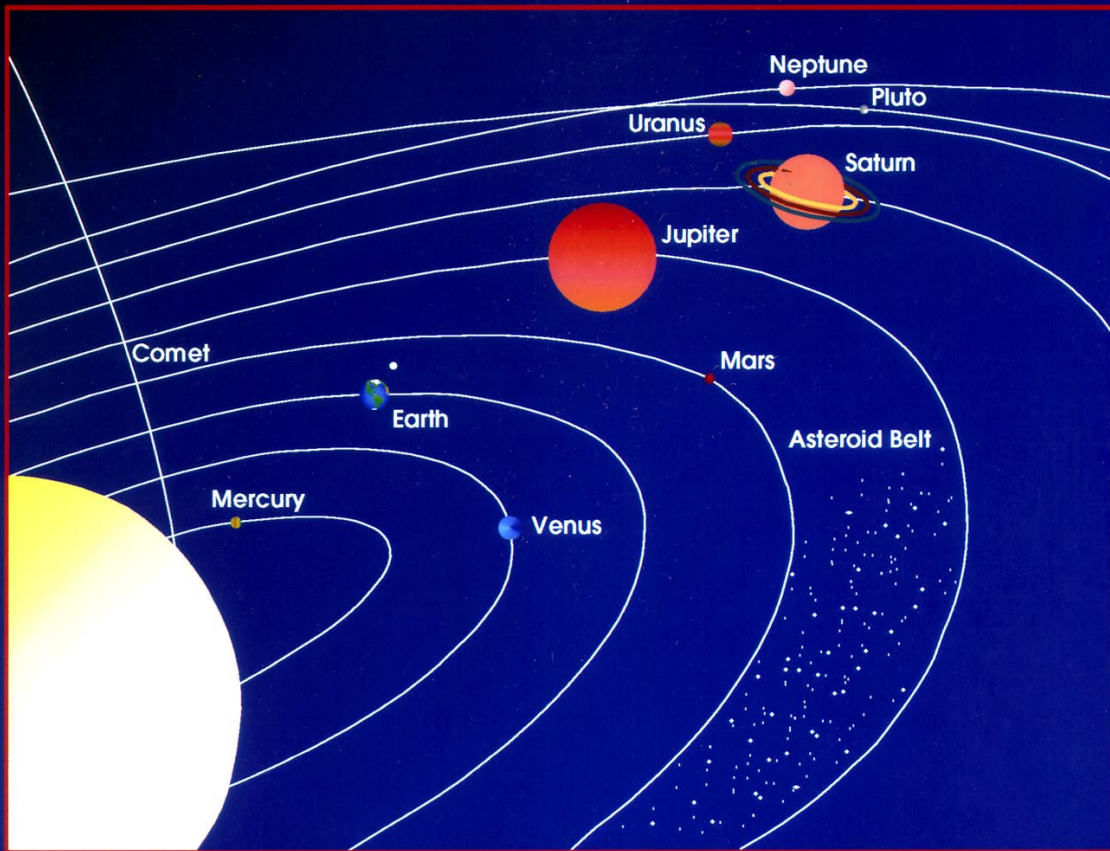 Neptune
Pluto
Uranus
Saturn
Jupiter
Comet
Mars
Earth
Asteroid Belt
Mercury
Venus